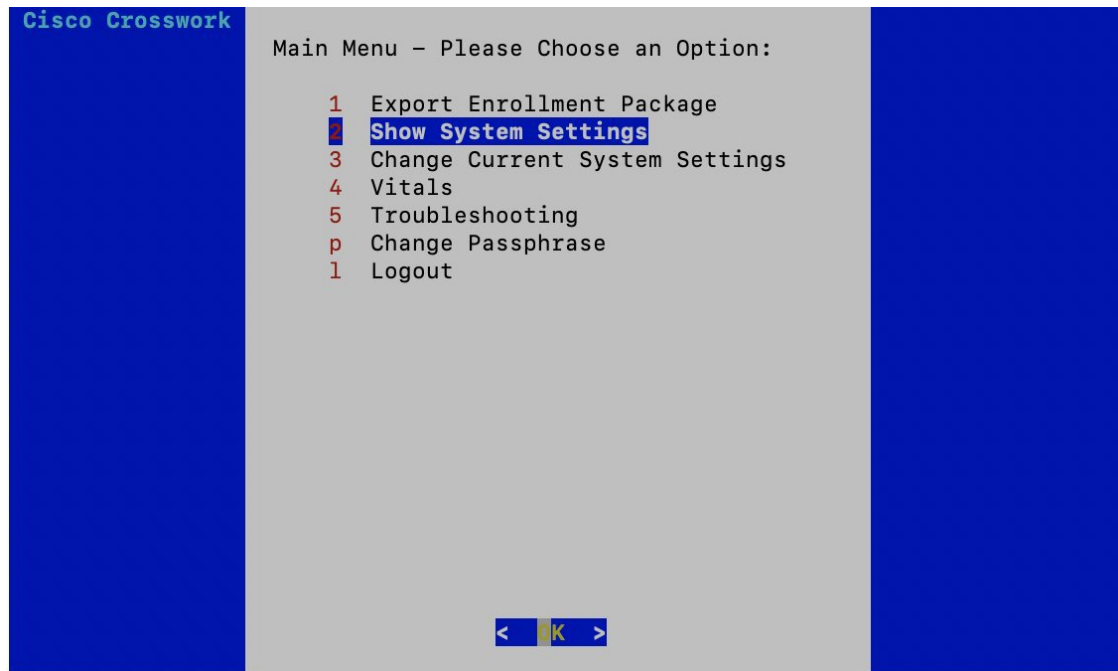 Cisco Crosswork
Main Menu – Please Choose an Option:
1 Export Enrollment Package
2 Show System Settings
3 Change Current System Settings
4 Vitals
5 Troubleshooting
p Change Passphrase
l Logout
< OK >